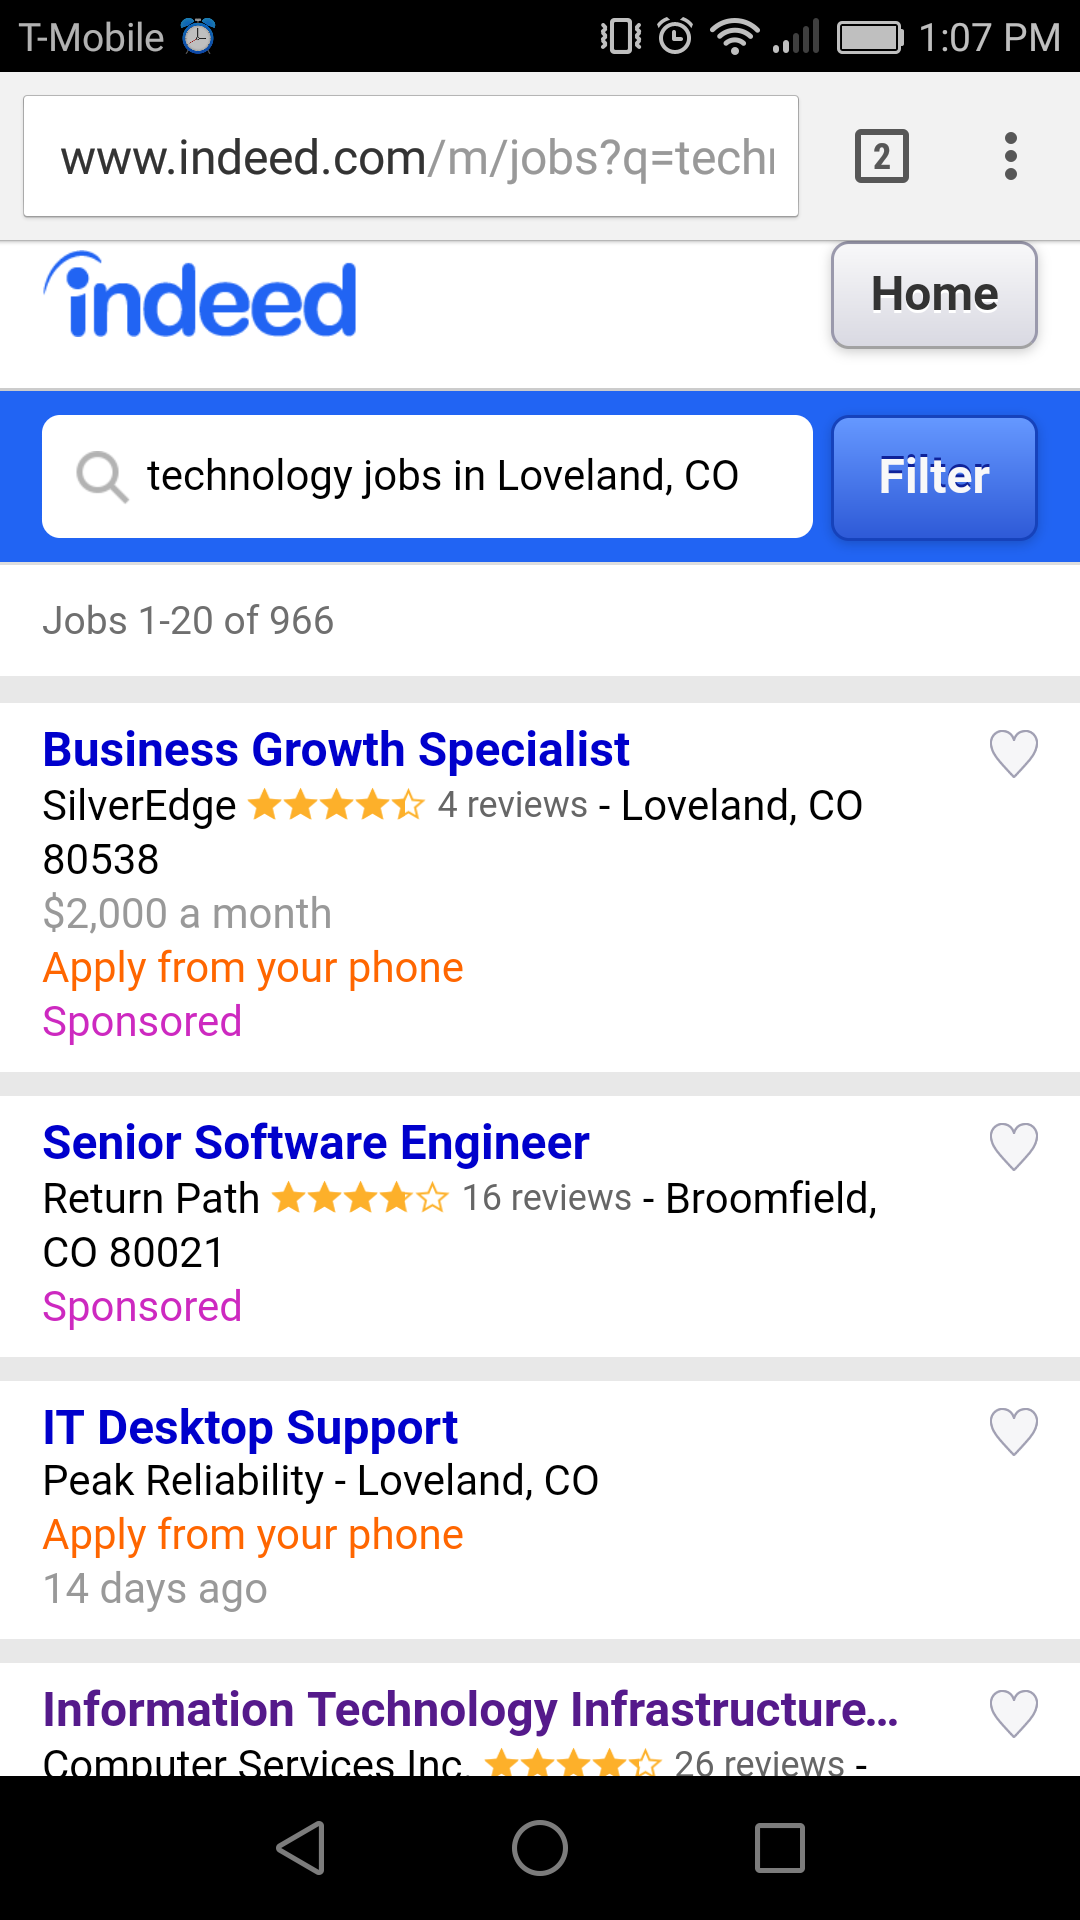 T-Mobile 1:07 PM
www.indeed.com/m/jobs?q=tech
2
indeed
Home
technology jobs in Loveland, CO
Filter
Jobs 1-20 of 966
Business Growth Specialist
SilverEdge 4 reviews - Loveland, CO
80538
$2,000 a month
Apply from your phone
Sponsored
Senior Software Engineer
Return Path 16 reviews - Broomfield,
CO 80021
Sponsored
IT Desktop Support
Peak Reliability - Loveland, CO
Apply from your phone
14 days ago
Information Technology Infrastructure...
Computer Services Inc. 26 reviews -